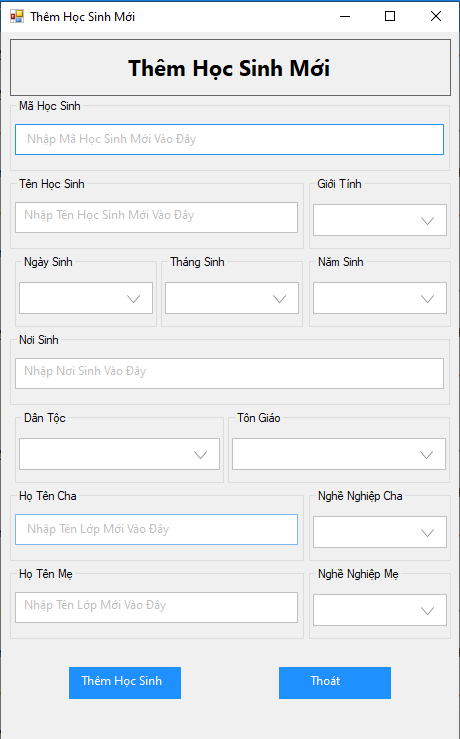 Thêm Học Sinh Mới
Thêm Học Sinh Mới
Mã Học Sinh
Nhập Mã Học Sinh Mới Vào Đây
Tên Học Sinh
Giới Tính
Nhập Tên Học Sinh Mới Vào Đây
Ngày Sinh
Tháng Sinh
Năm Sinh
Nơi Sinh
Nhập Nơi Sinh Vào Đây
Dân Tộc
Tôn Giáo
Họ Tên Cha
Nghề Nghiệp Cha
Nhập Tên Lớp Mới Vào Đây
Họ Tên Mẹ
Nghề Nghiệp Mẹ
Nhập Tên Lớp Mới Vào Đây
Thêm Học Sinh
Thoát